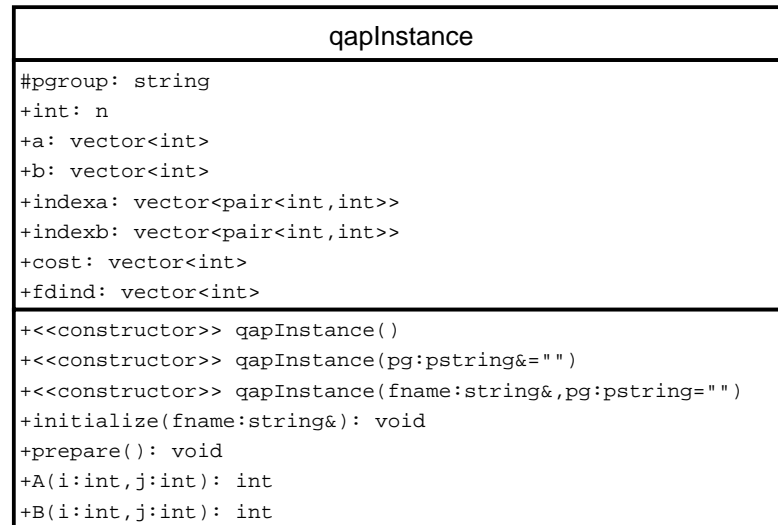 qapInstance
#pgroup: string
+int: n
+a: vector<int>
+b: vector<int>
+indexa: vector<pair<int,int>>
+indexb: vector<pair<int,int>>
+cost: vector<int>
+fdind: vector<int>
+<<constructor>> qapInstance()
+<<constructor>> qapInstance(pg:pstring&="")
+<<constructor>> qapInstance(fname:string&,pg:pstring="")
+initialize(fname:string&): void
+prepare(): void
+A(i:int,j:int): int
+B(i:int,j:int): int